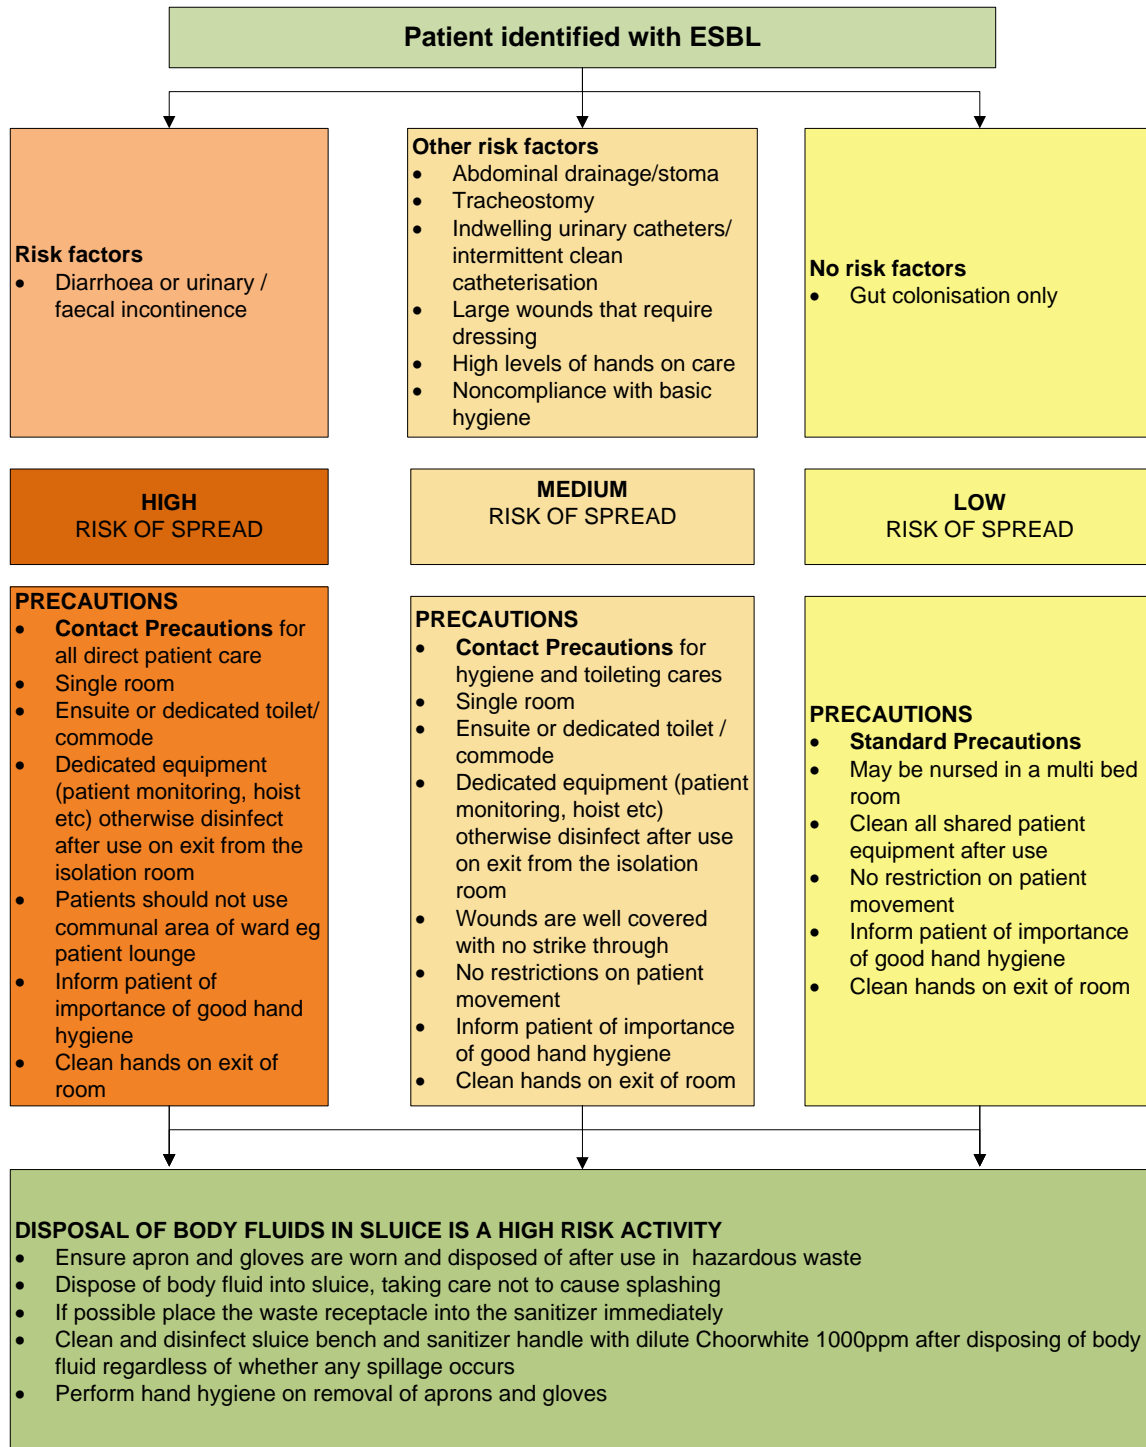 Patient identified with ESBL
Risk factors
• Diarrhoea or urinary /
faecal incontinence
Other risk factors
• Abdominal drainage/stoma
• Tracheostomy
• Indwelling urinary catheters/
intermittent clean
catheterisation
• Large wounds that require
dressing
• High levels of hands on care
• Noncompliance with basic
hygiene
No risk factors
• Gut colonisation only
HIGH
RISK OF SPREAD
MEDIUM
RISK OF SPREAD
LOW
RISK OF SPREAD
PRECAUTIONS
• Contact Precautions for
all direct patient care
• Single room
• Ensuite or dedicated toilet/
commode
• Dedicated equipment
(patient monitoring, hoist
etc) otherwise disinfect
after use on exit from the
isolation room
• Patients should not use
communal area of ward eg
patient lounge
• Inform patient of
importance of good hand
hygiene
• Clean hands on exit of
room
PRECAUTIONS
• Contact Precautions for
hygiene and toileting cares
• Single room
• Ensuite or dedicated toilet /
commode
• Dedicated equipment (patient
monitoring, hoist etc)
otherwise disinfect after use
on exit from the isolation
room
• Wounds are well covered
with no strike through
• No restrictions on patient
movement
• Inform patient of importance
of good hand hygiene
• Clean hands on exit of room
PRECAUTIONS
• Standard Precautions
• May be nursed in a multi bed
room
• Clean all shared patient
equipment after use
• No restriction on patient
movement
• Inform patient of importance
of good hand hygiene
• Clean hands on exit of room
DISPOSAL OF BODY FLUIDS IN SLUICE IS A HIGH RISK ACTIVITY
• Ensure apron and gloves are worn and disposed of after use in hazardous waste
• Dispose of body fluid into sluice, taking care not to cause splashing
• If possible place the waste receptacle into the sanitizer immediately
• Clean and disinfect sluice bench and sanitizer handle with dilute Choorwhite 1000ppm after disposing of body
fluid regardless of whether any spillage occurs
• Perform hand hygiene on removal of aprons and gloves